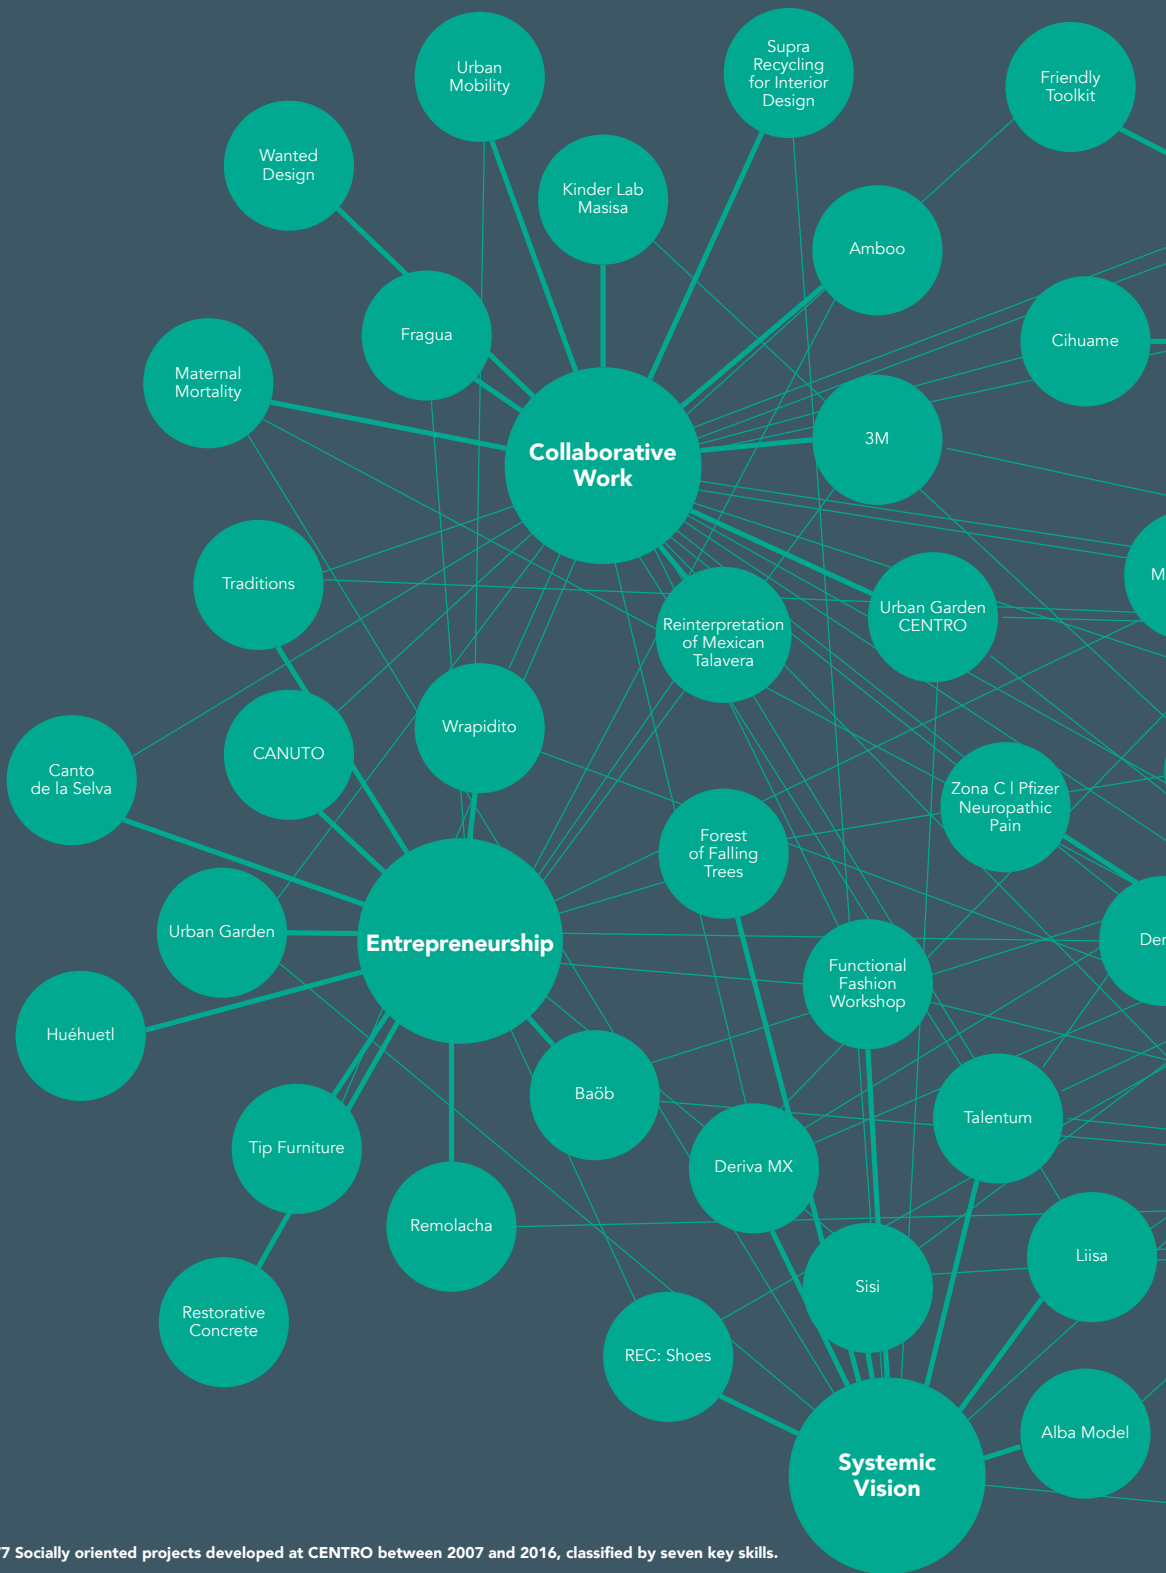 Supra
Recycling
for Interior
Design
Urban
Mobility
Friendly
Toolkit
Wanted
Design
Kinder Lab
Masisa
Amboo
Fragua
Cihuame
Maternal
Mortality
3M
Collaborative
Work
Traditions
Urban Garden
CENTRO
Reinterpretation
of Mexican
Talavera
Wrapidito
CANUTO
Canto
de la Selva
Zona C | Pfizer
Neuropathic
Pain
Forest
of Falling
Trees
Urban Garden
Entrepreneurship
Functional
Fashion
Workshop
Huéhuetl
Baöb
Talentum
Tip Furniture
Deriva MX
Remolacha
Liisa
Sisi
Restorative
Concrete
REC: Shoes
Alba Model
Systemic
Vision
7 Socially oriented projects developed at CENTRO between 2007 and 2016, classified by seven key skills.